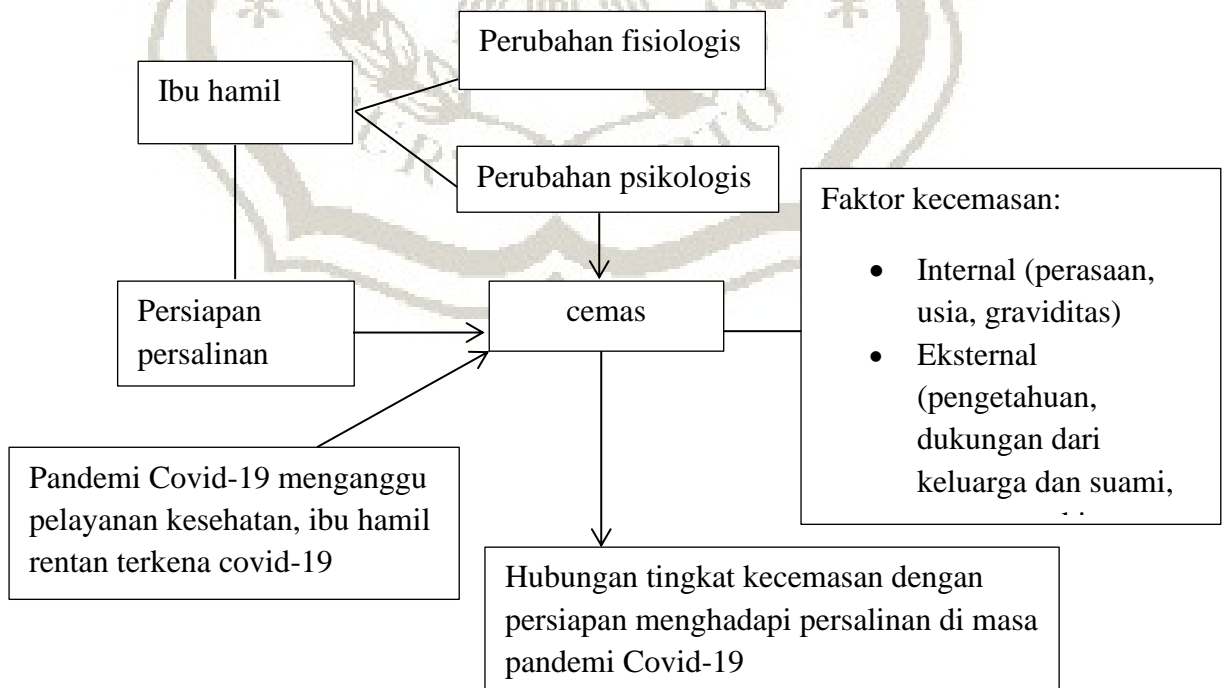 Perubahan fisiologis
Ibu hamil
Perubahan psikologis
Faktor kecemasan:
• Internal (perasaan,
usia, graviditas)
• Eksternal
(pengetahuan,
dukungan dari
keluarga dan suami,
cemas
Persiapan
persalinan
Pandemi Covid-19 menganggu
pelayanan kesehatan, ibu hamil
rentan terkena covid-19
Hubungan tingkat kecemasan dengan
persiapan menghadapi persalinan di masa
pandemi Covid-19